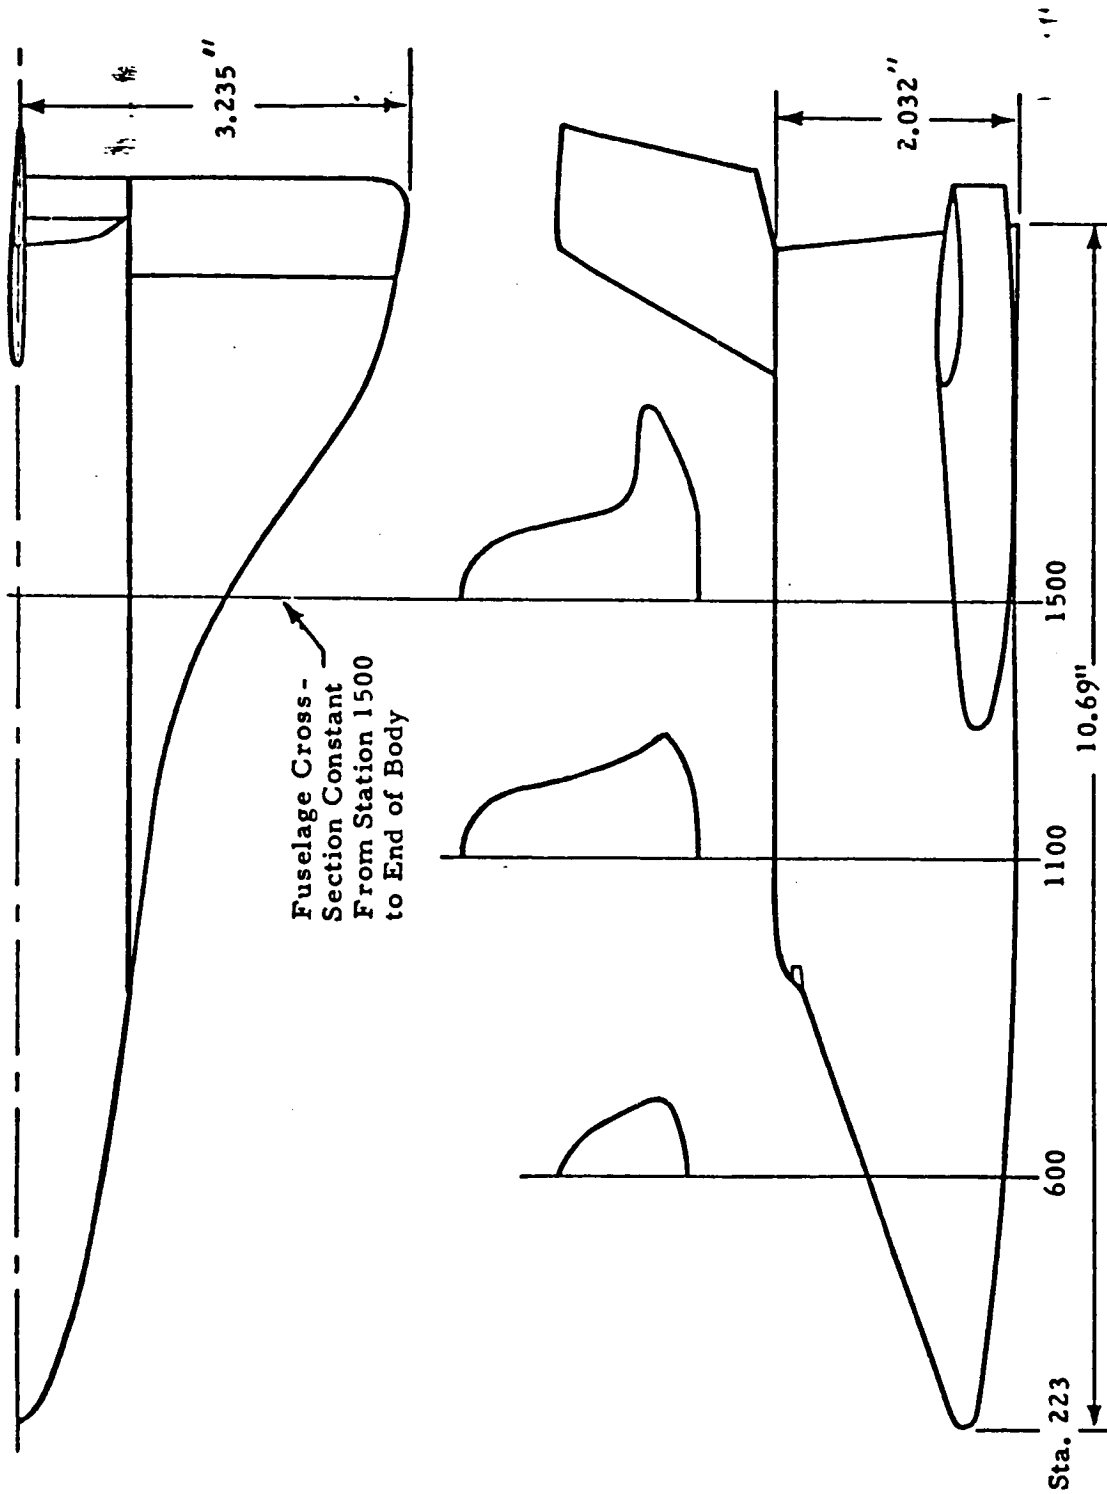 3.235"
Fuselage Cross-
Section Constant
From Station 1500
to End of Body
2.032"
Sta. 223
600
1100
1500
10.69"